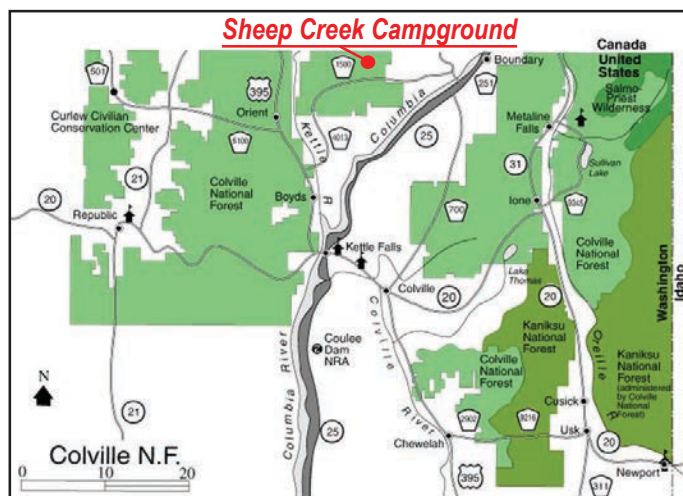 Sheep Creek Campground
Canada
United
States
Salmo-
Priest
Wilderness
Boundary
501
1500
395
251
Curlew Civilian
Conservation Center
Orient
Kettle
R
Columbia
4013
25
Metaline
Falls
6100
31
Sullivan
Lake
21
20
Republic
Colville
National
Forest
Boyds
700
Ione
9345
Kettle Falls
Colville
National
Forest
Washington
Idaho
Lake
Thomas
Colville
20
20
Coulee
Dam
NRA
Colville
River
Columbia River
Colville
National
Forest
Kaniksu
National
Forest
Oreille
R
Kaniksu
National
Forest
(administered
by Colville
National
Forest)
N
21
25
2902
9216
Cusick
Usk
20
Chewelah
Newport
395
311
Colville N.F.
0 10 20